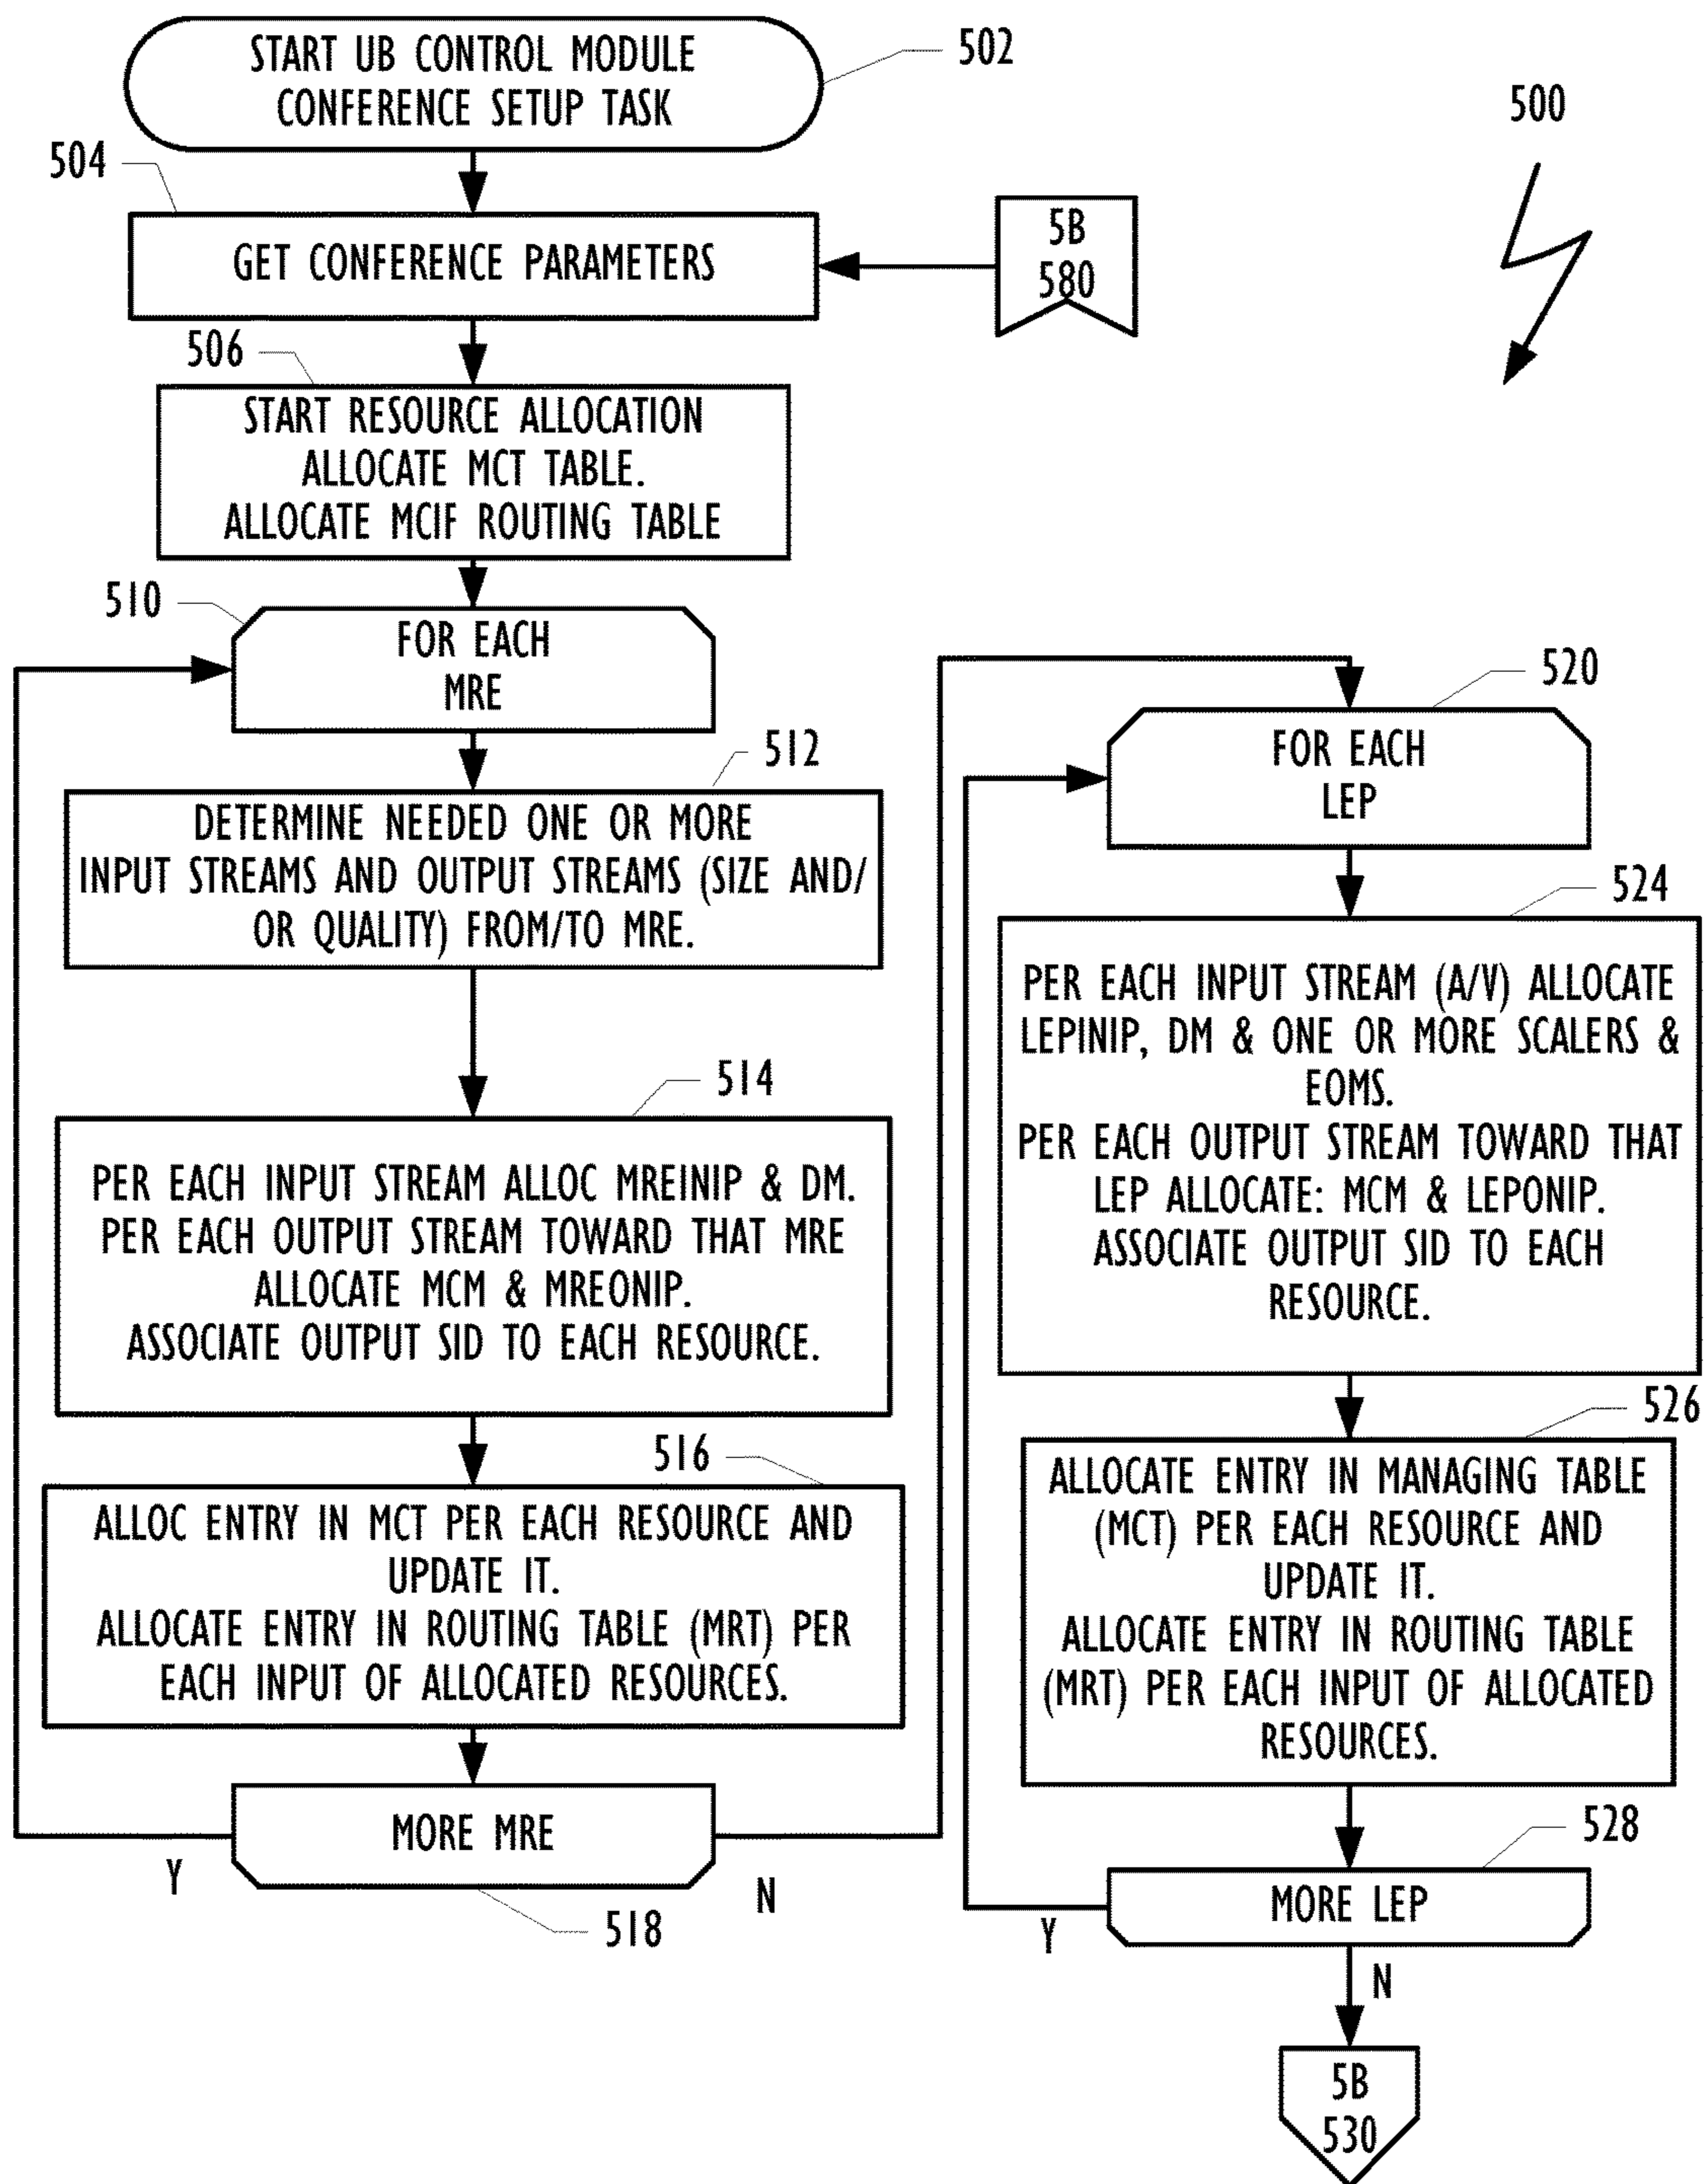 START UB CONTROL MODULE
CONFERENCE SETUP TASK
502
500
504
GET CONFERENCE PARAMETERS
5B
580
506
START RESOURCE ALLOCATION
ALLOCATE MCT TABLE.
ALLOCATE MCIF ROUTING TABLE
510
FOR EACH
MRE
512
DETERMINE NEEDED ONE OR MORE
INPUT STREAMS AND OUTPUT STREAMS (SIZE AND/
OR QUALITY) FROM/TO MRE.
514
PER EACH INPUT STREAM ALLOC MREINIP & DM.
PER EACH OUTPUT STREAM TOWARD THAT MRE
ALLOCATE MCM & MREONIP.
ASSOCIATE OUTPUT SID TO EACH RESOURCE.
516
ALLOC ENTRY IN MCT PER EACH RESOURCE AND
UPDATE IT.
ALLOCATE ENTRY IN ROUTING TABLE (MRT) PER
EACH INPUT OF ALLOCATED RESOURCES.
MORE MRE
Y
N
518
520
FOR EACH
LEP
524
PER EACH INPUT STREAM (A/V) ALLOCATE
LEPINIP, DM & ONE OR MORE SCALERS &
EOMS.
PER EACH OUTPUT STREAM TOWARD THAT
LEP ALLOCATE: MCM & LEPONIP.
ASSOCIATE OUTPUT SID TO EACH
RESOURCE.
526
ALLOCATE ENTRY IN MANAGING TABLE
(MCT) PER EACH RESOURCE AND
UPDATE IT.
ALLOCATE ENTRY IN ROUTING TABLE
(MRT) PER EACH INPUT OF ALLOCATED
RESOURCES.
528
MORE LEP
Y
N
5B
530